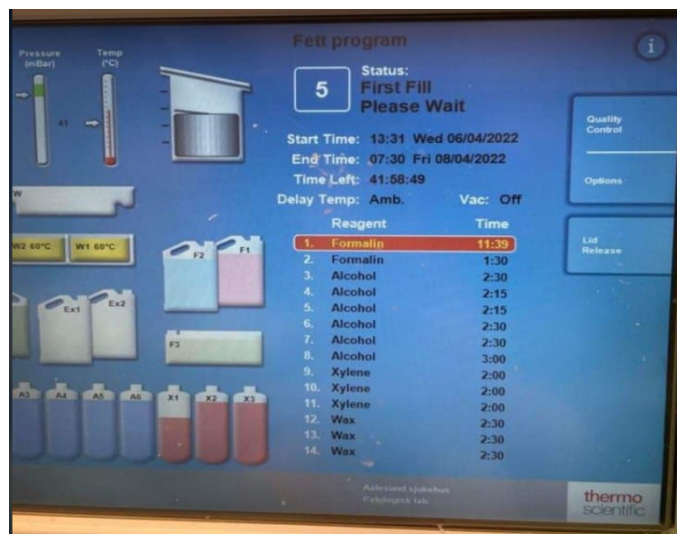 Fett program
Pressure
(mBar)
Temp
(°C)
i
5
Status:
First Fill
Please Wait
41
Start Time: 13:31 Wed 06/04/2022
End Time: 07:30 Fri 08/04/2022
Time Left: 41:58:49
Delay Temp: Amb. Vac: Off
Quality
Control
Options
Lid
Release
Reagent Time
1. Formalin 11:39
2. Formalin 1:30
3. Alcohol 2:30
4. Alcohol 2:15
5. Alcohol 2:15
6. Alcohol 2:30
7. Alcohol 2:30
8. Alcohol 3:00
9. Xylene 2:00
10. Xylene 2:00
11. Xylene 2:00
12. Wax 2:30
13. Wax 2:30
14. Wax 2:30
W
W2 60°C W1 60°C
F2 F1
Ex1 Ex2
F3
A3 A4 A5 A6 X1 X2 X3
Aalesund sjukehus
Patologisk lab
thermo
scientific